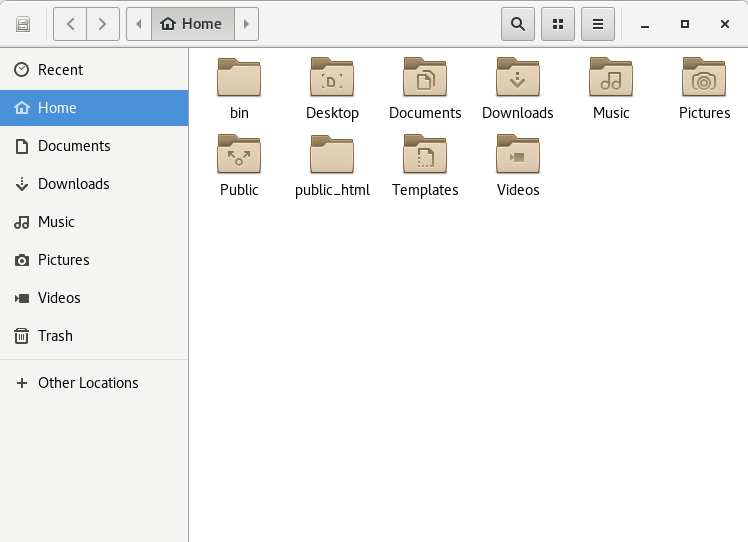 Home
Recent
Home
Documents
Downloads
Music
Pictures
Videos
Trash
Other Locations
bin Desktop Documents Downloads Music Pictures
Public public_html Templates Videos